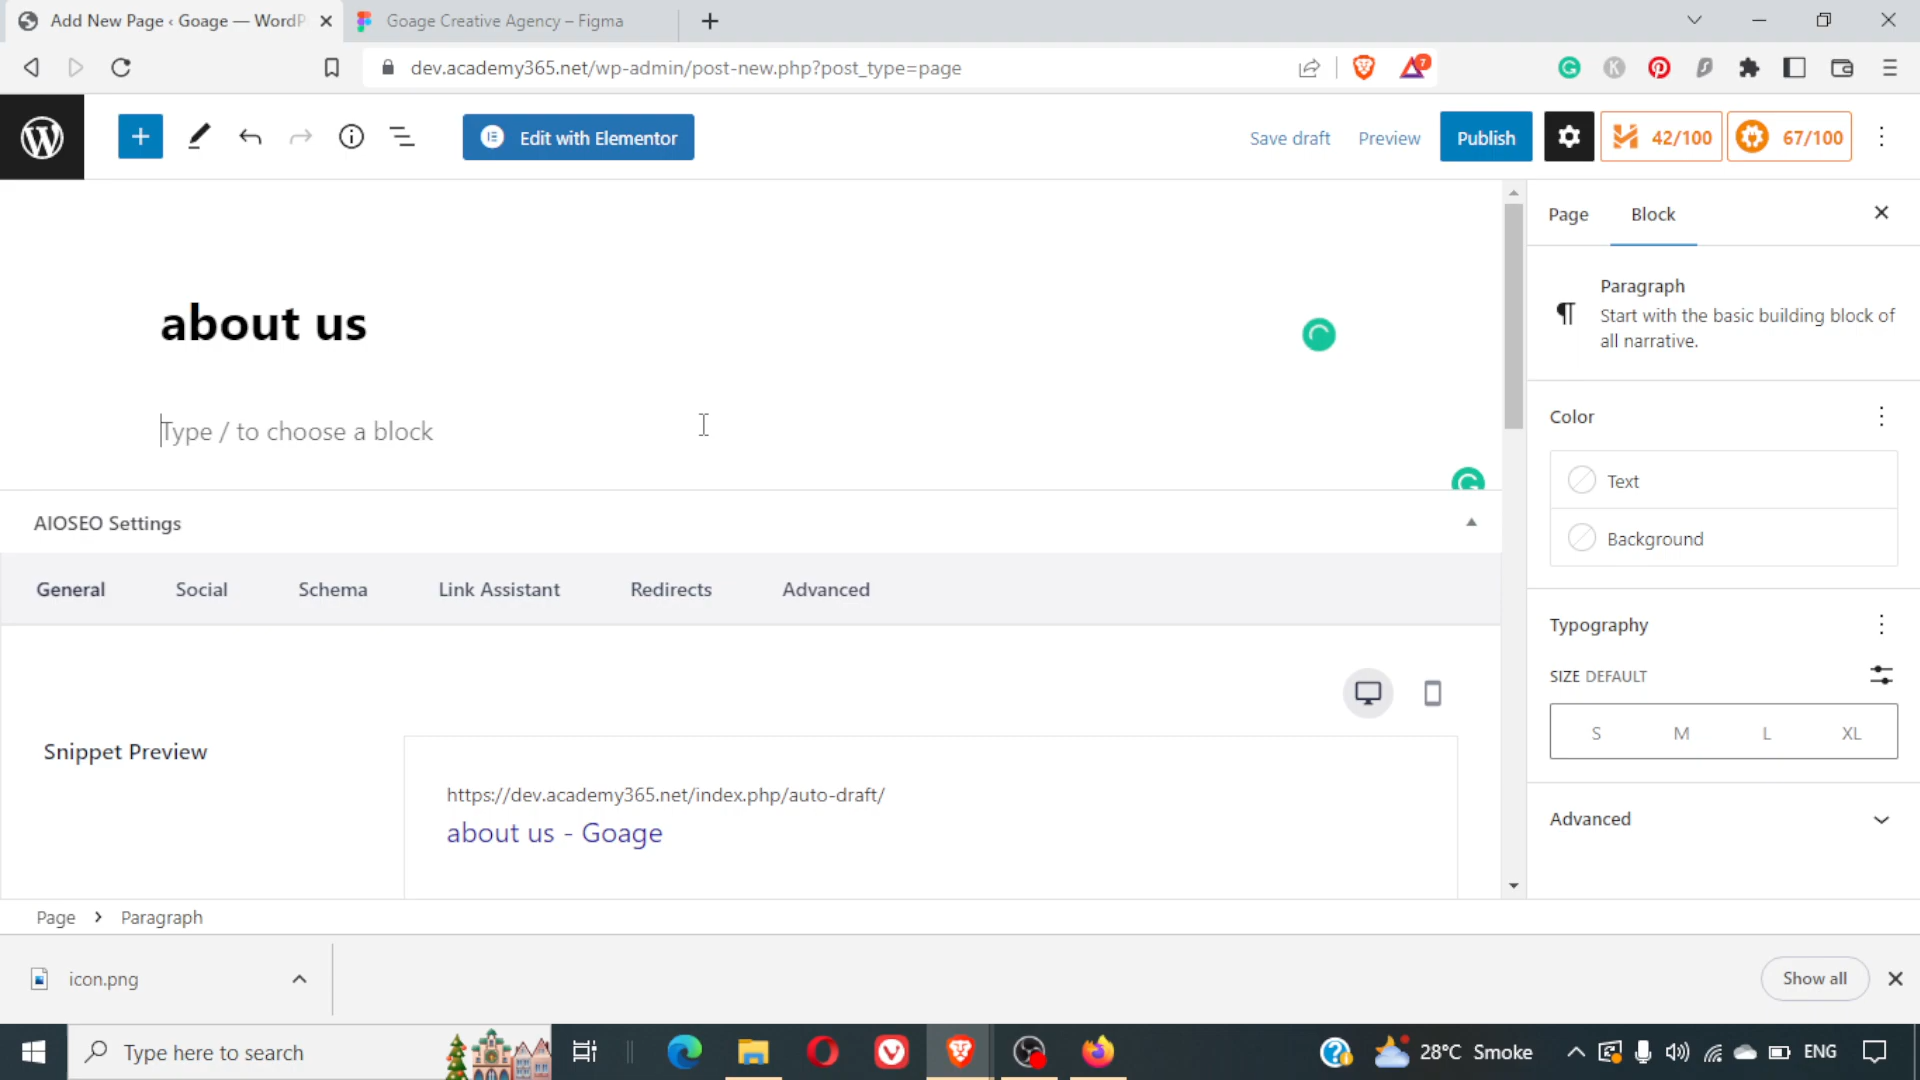 Add New Page ‹ Goage — WordP
Goage Creative Agency – Figma
dev.academy365.net/wp-admin/post-new.php?post_type=page
7
Edit with Elementor
Save draft
Preview
Publish
42/100
67/100
Page
Block
about us
Type / to choose a block
Paragraph
Start with the basic building block of
all narrative.
Color
Text
Background
Typography
SIZE DEFAULT
S
M
L
XL
Advanced
AIOSEO Settings
General
Social
Schema
Link Assistant
Redirects
Advanced
Snippet Preview
https://dev.academy365.net/index.php/auto-draft/
about us - Goage
Page
Paragraph
icon.png
Show all
Type here to search
28°C Smoke
ENG